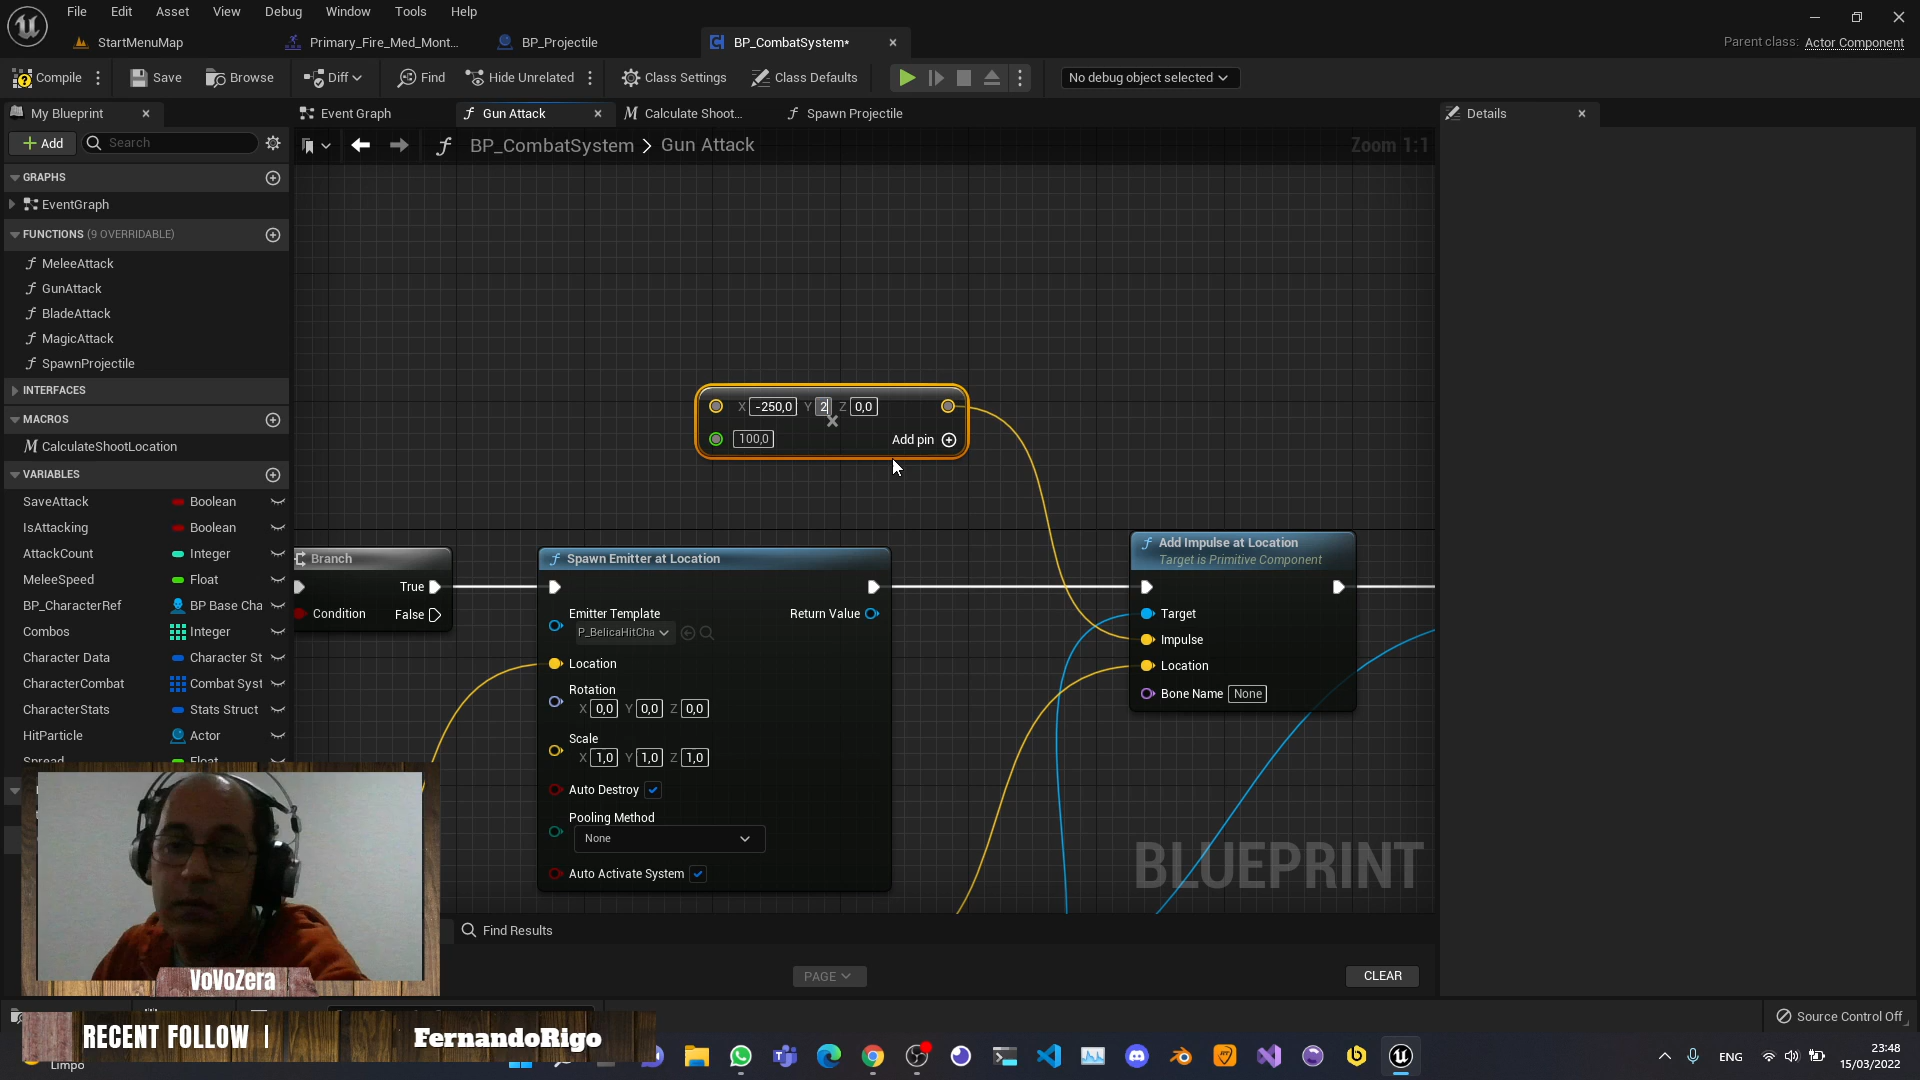 File Edit Asset View Debug Window Tools Help
StartMenuMap
Primary_Fire_Med_Mont...
BP_Projectile
BP_CombatSystem*
Parent class: Actor Component
Compile
Save
Browse
Diff
Find
Hide Unrelated
Class Settings
Class Defaults
No debug object selected
My Blueprint
Event Graph
Gun Attack
Calculate Shoot...
Spawn Projectile
Details
Add
Search
BP_CombatSystem > Gun Attack
Zoom 1:1
GRAPHS
EventGraph
FUNCTIONS (9 OVERRIDABLE)
MeleeAttack
GunAttack
BladeAttack
MagicAttack
SpawnProjectile
INTERFACES
MACROS
CalculateShootLocation
VARIABLES
SaveAttack Boolean
IsAttacking Boolean
AttackCount Integer
MeleeSpeed Float
BP_CharacterRef BP Base Cha
Combos Integer
Character Data Character St
CharacterCombat Combat Syst
CharacterStats Stats Struct
HitParticle Actor
Spread Float
X -250,0 Y 2 Z 0,0
100,0 Add pin
Branch
True
Condition False
Spawn Emitter at Location
Emitter Template Return Value
P_BelicaHitCha
Location
Rotation
X 0,0 Y 0,0 Z 0,0
Scale
X 1,0 Y 1,0 Z 1,0
Auto Destroy
Pooling Method
None
Auto Activate System
Add Impulse at Location
Target is Primitive Component
Target
Impulse
Location
Bone Name None
BLUEPRINT
Find Results
PAGE
CLEAR
VoVoZera
Source Control Off
RECENT FOLLOW | FernandoRigo
Limpo
ENG
23:48
15/03/2022